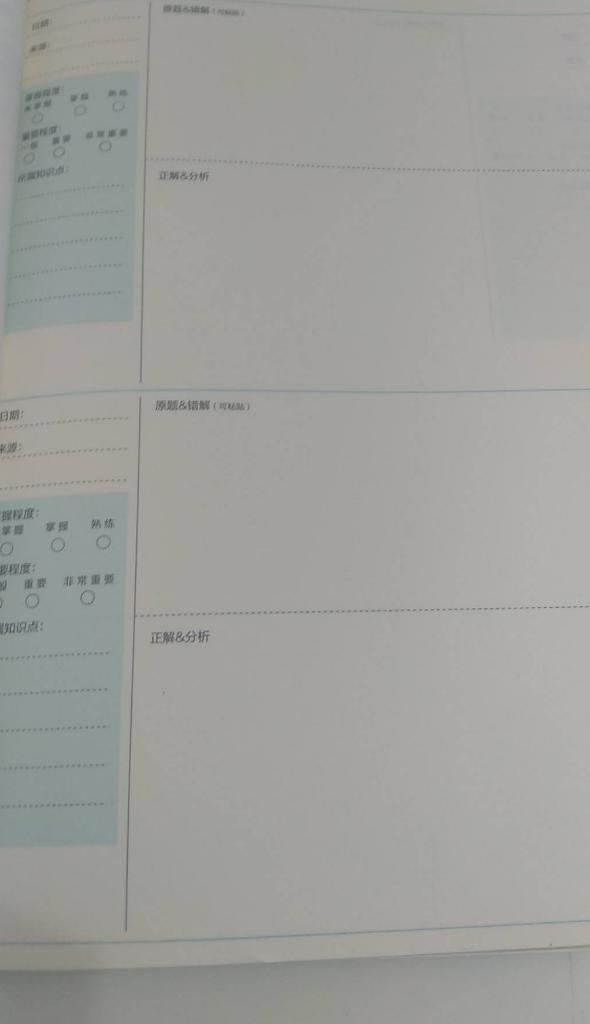 日期:
来源:
掌握程度:
未掌握 掌握 熟练
重要程度:
一般 重要 非常重要
所属知识点:
原题&错解（可粘贴）
正解&分析
日期:
来源:
握程度:
掌握 掌握 熟练
要程度:
般 重要 非常重要
属知识点:
原题&错解（可粘贴）
正解&分析